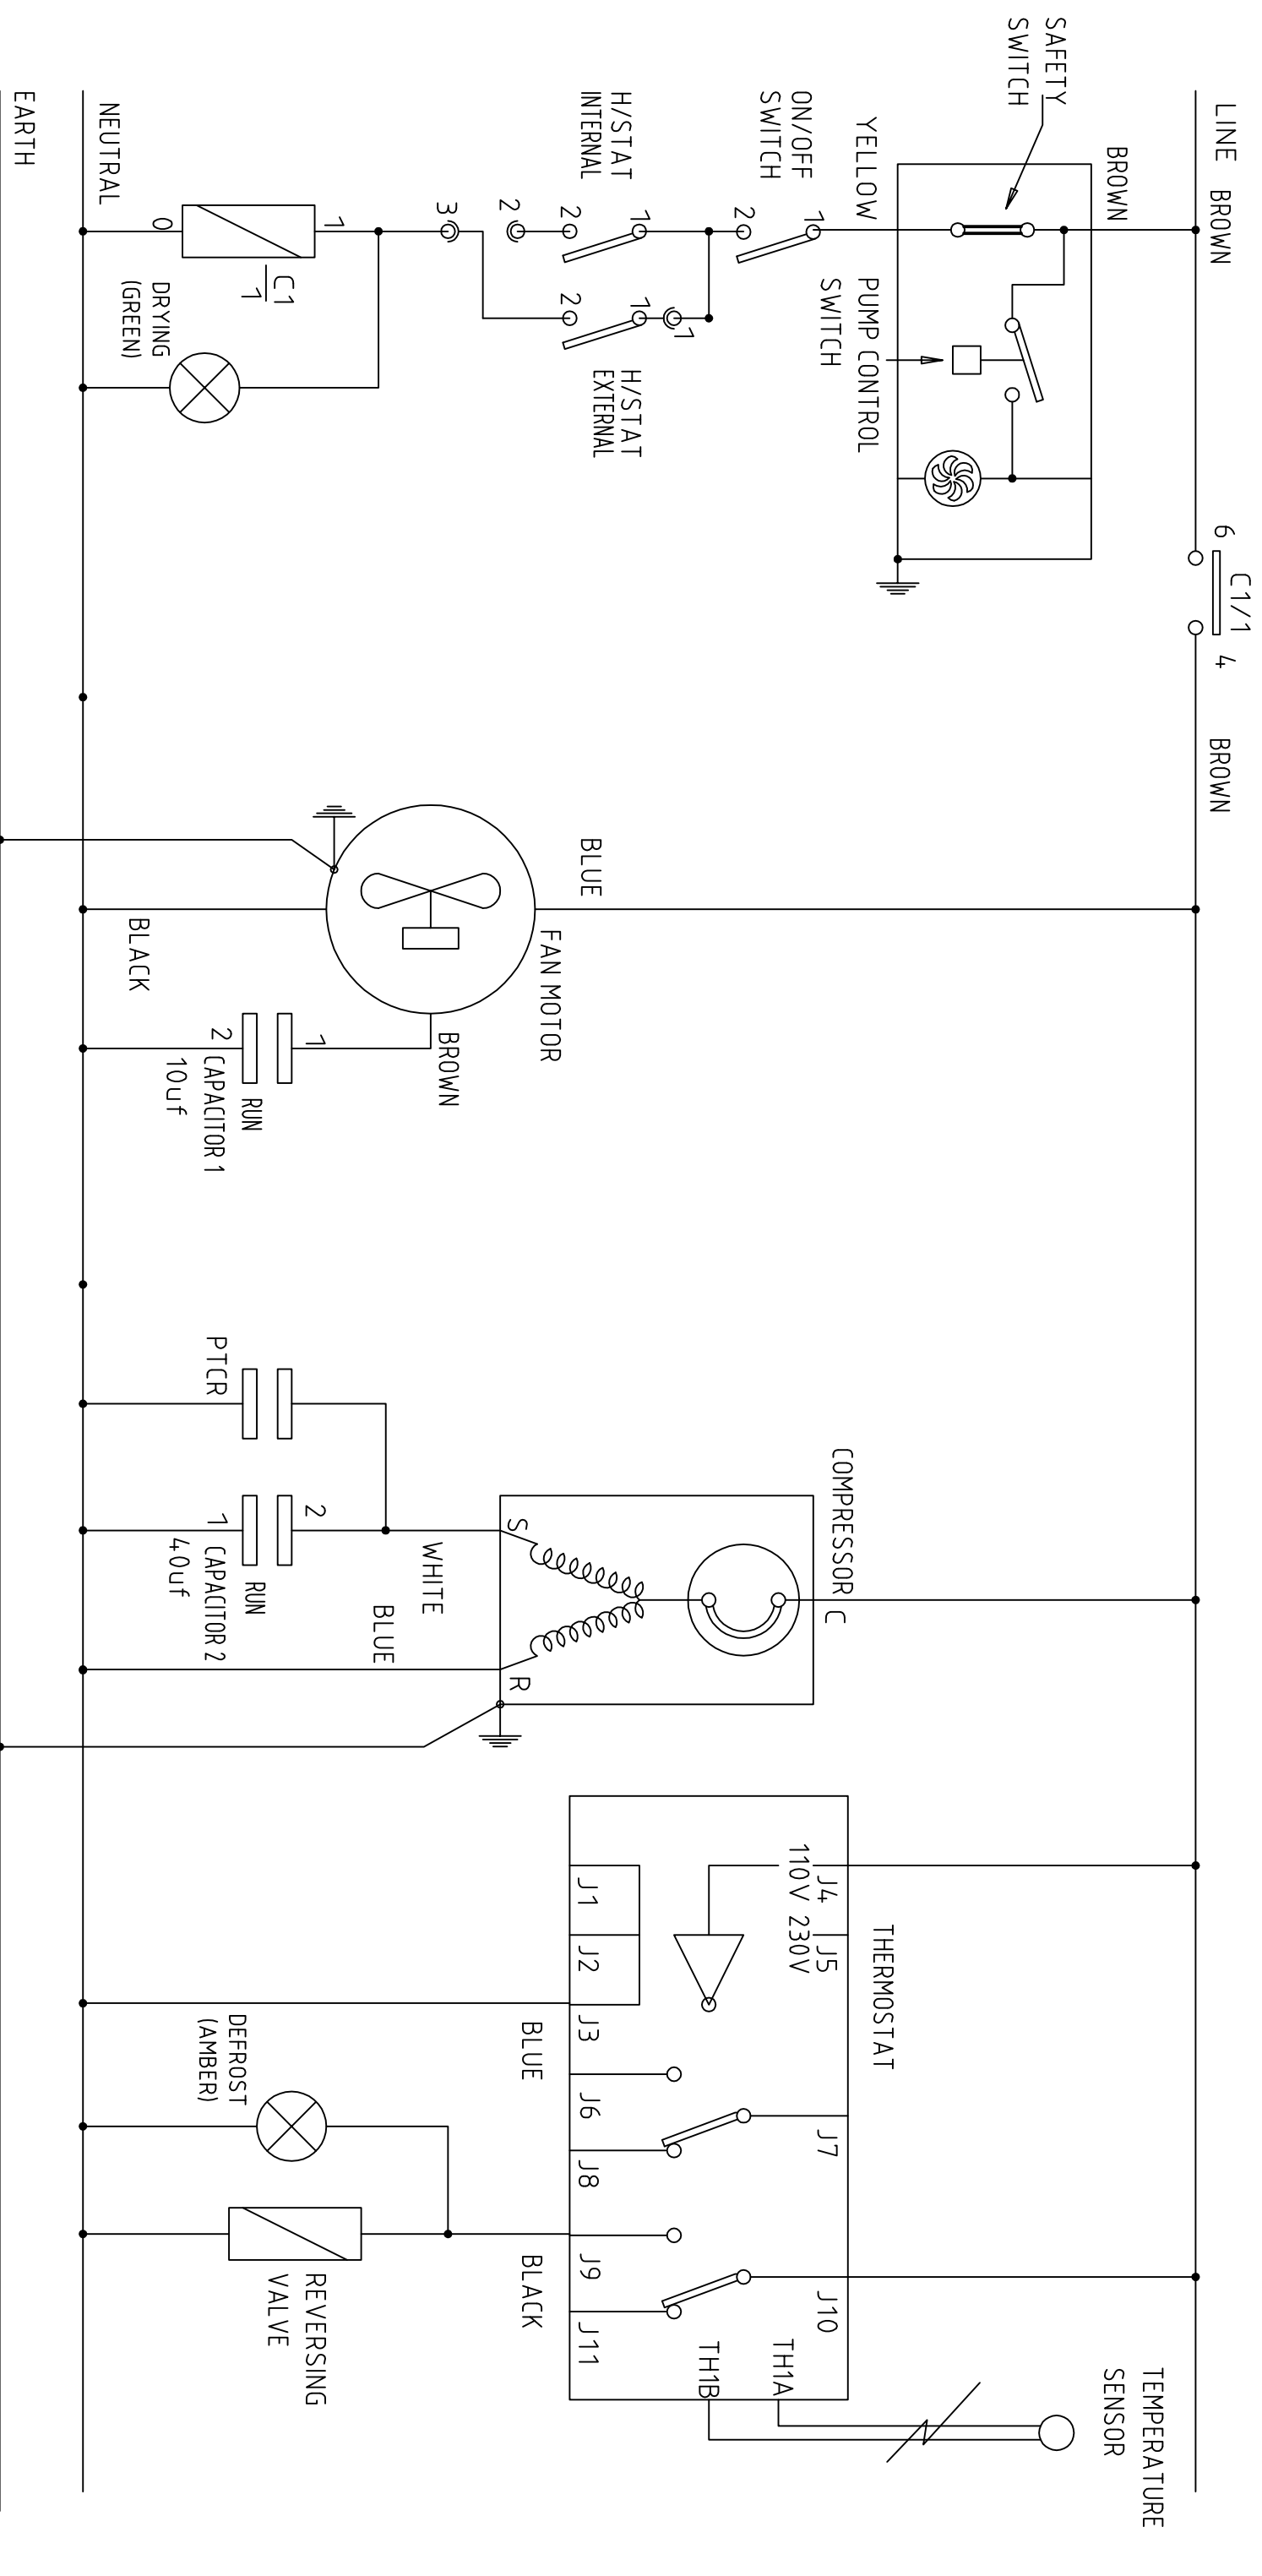 LINE
BROWN
BROWN
SAFETY
SWITCH
YELLOW
PUMP CONTROL
SWITCH
ON/OFF
SWITCH
1
2
H/STAT
INTERNAL
1
2
2
H/STAT
EXTERNAL
1
1
2
3
1
0
C1
1
DRYING
(GREEN)
NEUTRAL
EARTH
6
C1/1
4
BROWN
BLUE
FAN MOTOR
BROWN
BLACK
1
2
RUN
CAPACITOR 1
10uf
COMPRESSOR
C
S
R
WHITE
BLUE
PTCR
2
1
RUN
CAPACITOR 2
40uf
THERMOSTAT
J4
J5
110V 230V
J7
J10
J1
J2
J3
J6
J8
J9
J11
TH1A
TH1B
TEMPERATURE
SENSOR
BLUE
BLACK
DEFROST
(AMBER)
REVERSING
VALVE